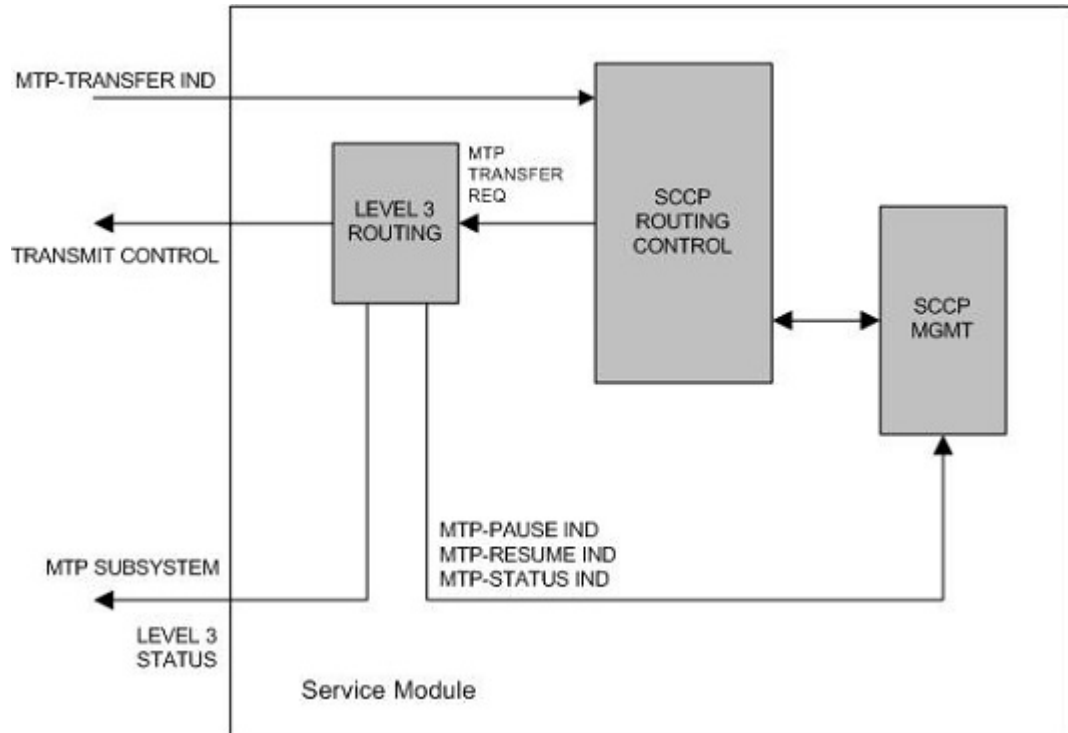 MTP-TRANSFER IND
MTP
TRANSFER
REQ
LEVEL 3
ROUTING
SCCP
ROUTING
CONTROL
TRANSMIT CONTROL
SCCP
MGMT
MTP-PAUSE IND
MTP-RESUME IND
MTP-STATUS IND
MTP SUBSYSTEM
LEVEL 3
STATUS
Service Module